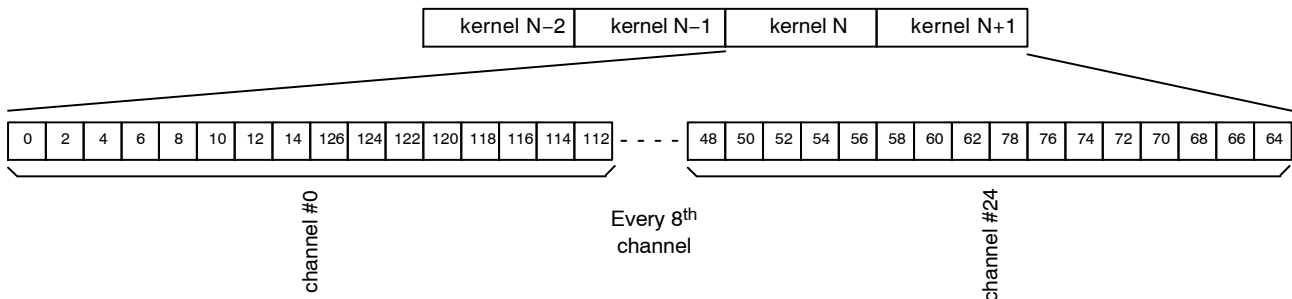 kernel N−2 kernel N−1 kernel N kernel N+1
0 2 4 6 8 10 12 14 126 124 122 120 118 116 114 112 - - - - - 48 50 52 54 56 58 60 62 78 76 74 72 70 68 66 64
channel #0
Every 8th
channel
channel #24